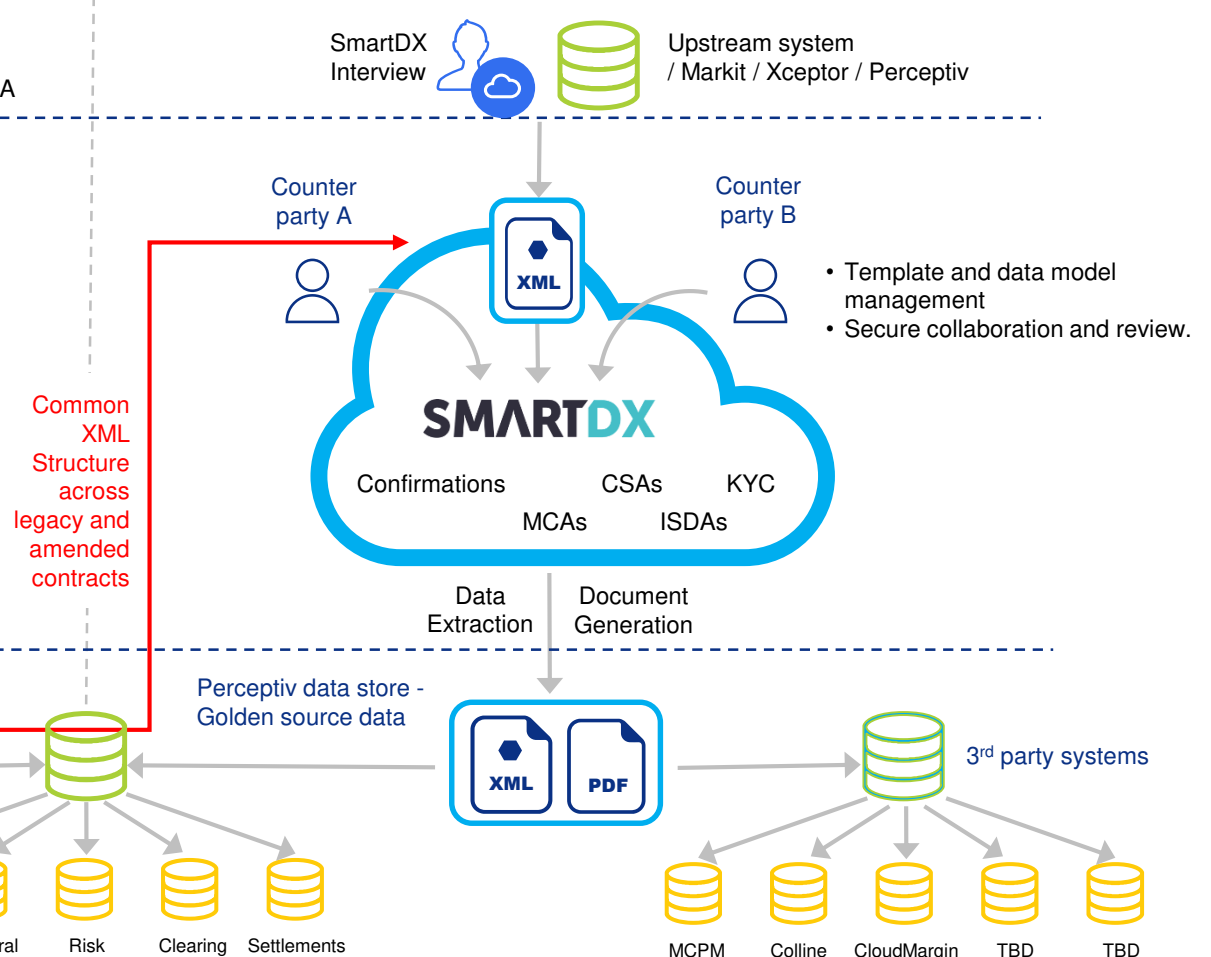 SmartDX
Interview
Upstream system
/ Markit / Xceptor / Perceptiv
A
Counter
party A
Counter
party B
XML
• Template and data model
management
• Secure collaboration and review.
Common
XML
Structure
across
legacy and
amended
contracts
SMARTDX
Confirmations
CSAs
KYC
MCAs
ISDAs
Data
Extraction
Document
Generation
Perceptiv data store -
Golden source data
XML
PDF
3rd party systems
ral
Risk
Clearing
Settlements
MCPM
Colline
CloudMargin
TBD
TBD